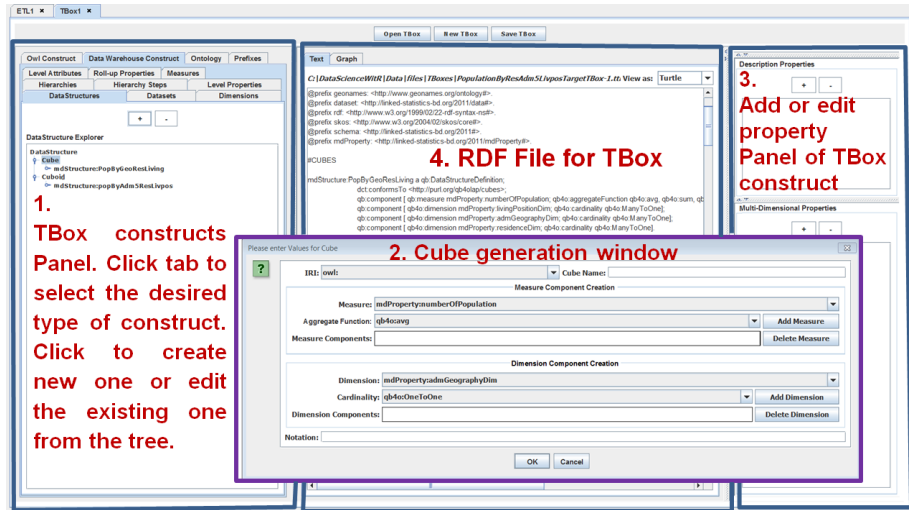 ETL1 × TBox1 ×
Open TBox New TBox Save TBox
Owl Construct Data Warehouse Construct Ontology Prefixes
Level Attributes Roll-up Properties Measures
Hierarchies Hierarchy Steps Level Properties
DataStructures Datasets Dimensions
+ -
DataStructure Explorer
DataStructure
Cube
mdStructure:PopByGeoResLiving
Cuboid
mdStructure:popByAdm5ResLivpos
1.
TBox constructs
Panel. Click tab to
select the desired
type of construct.
Click to create
new one or edit
the existing one
from the tree.
Text Graph
C:|DataScienceWitR|Data|files|TBoxes|PopulationByResAdm5LivposTargetTBox-1.tt View as: Turtle
@prefix geonames: <http://www.geonames.org/ontology#>.
@prefix dataset: <http://linked-statistics-bd.org/2011/data#>.
@prefix rdf: <http://www.w3.org/1999/02/22-rdf-syntax-ns#>.
@prefix skos: <http://www.w3.org/2004/02/skos/core#>.
@prefix schema: <http://linked-statistics-bd.org/2011#>.
@prefix mdProperty: <http://linked-statistics-bd.org/2011/mdProperty#>.
4. RDF File for TBox
#CUBES
mdStructure:PopByGeoResLiving a qb:DataStructureDefinition;
dct:conformsTo <http://purl.org/qb4olap/cubes>;
qb:component [ qb:measure mdProperty:numberOfPopulation, qb4o:aggregateFunction qb4o:avg, qb4o:sum, qb
qb:component [ qb4o:dimension mdProperty:livingPositionDim; qb4o:cardinality qb4o:ManyToOne];
qb:component [ qb4o:dimension mdProperty:admGeographyDim; qb4o:cardinality qb4o:ManyToOne];
qb:component [ qb4o:dimension mdProperty:residenceDim; qb4o:cardinality qb4o:ManyToOne].
Description Properties
+ -
3.
Add or edit
property
Panel of TBox
construct
Multi-Dimensional Properties
+ -
Please enter Values for Cube
2. Cube generation window
?
IRI: owl: Cube Name:
Measure Component Creation
Measure: mdProperty:numberOfPopulation
Aggregate Function: qb4o:avg Add Measure
Measure Components: Delete Measure
Dimension Component Creation
Dimension: mdProperty:admGeographyDim
Cardinality: qb4o:OneToOne Add Dimension
Dimension Components: Delete Dimension
Notation:
OK Cancel